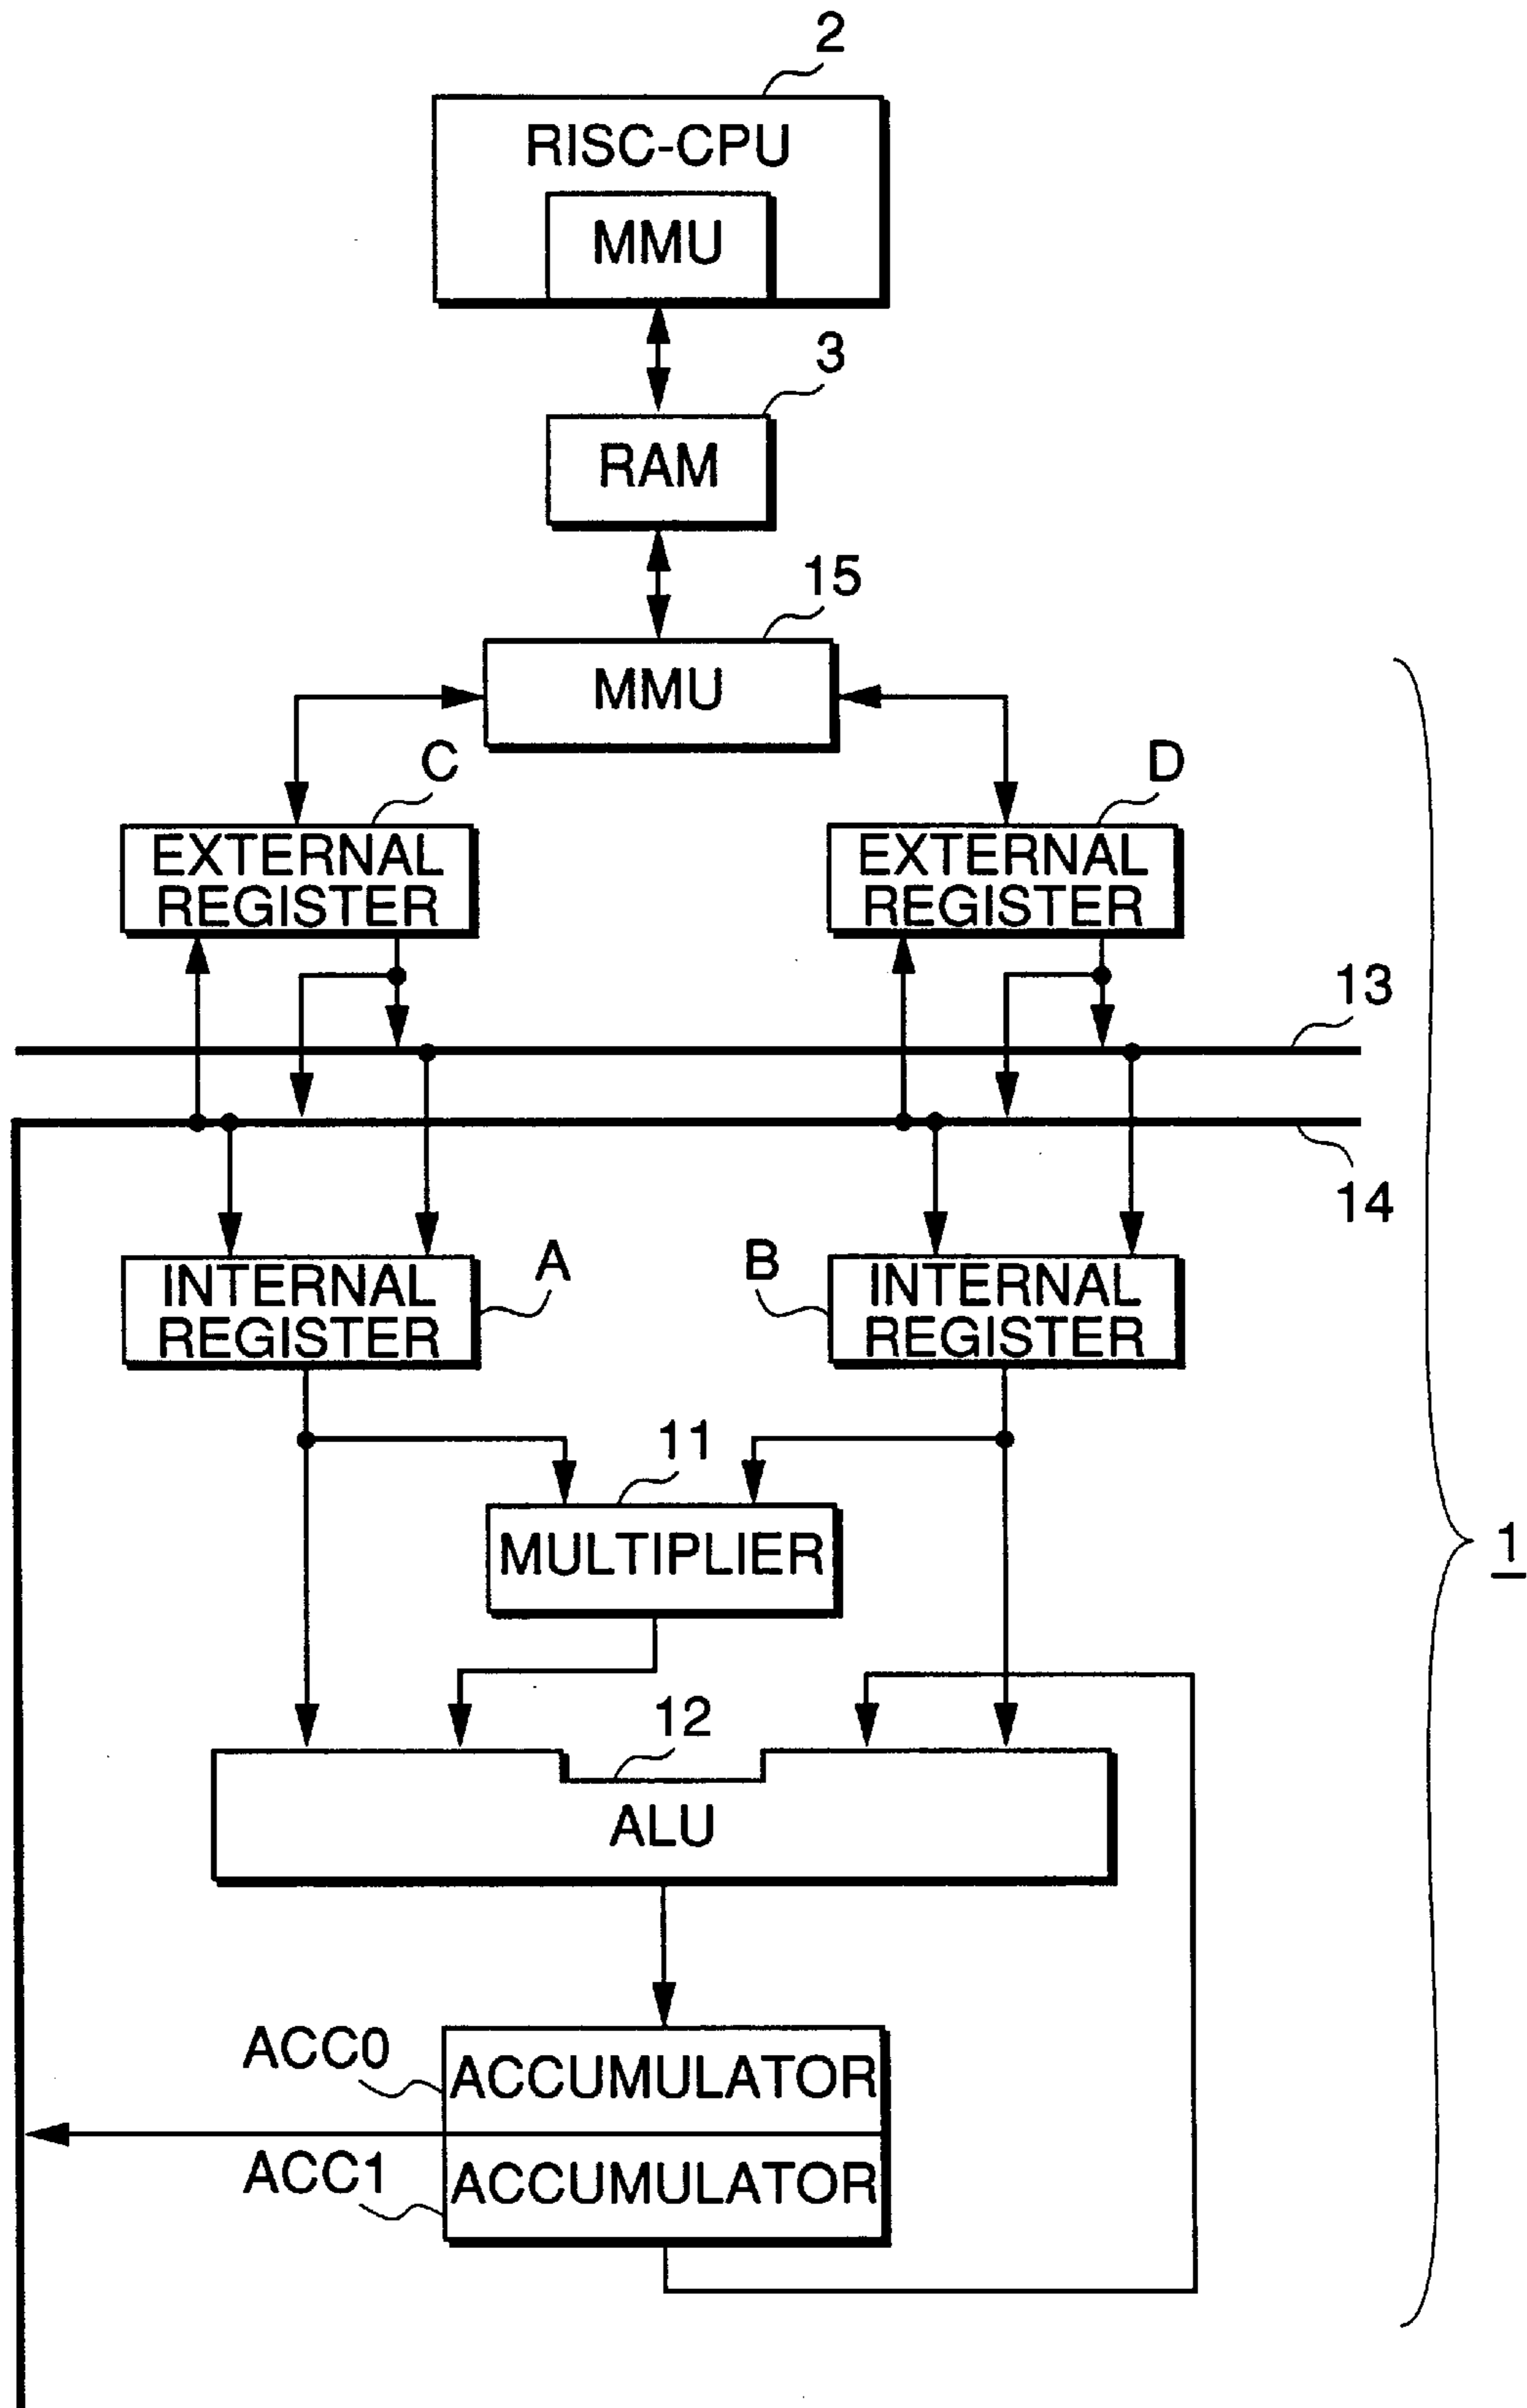 2
RISC-CPU
MMU
3
RAM
15
MMU
C
D
EXTERNAL
REGISTER
EXTERNAL
REGISTER
13
14
A
B
INTERNAL
REGISTER
INTERNAL
REGISTER
11
MULTIPLIER
1
12
ALU
ACC0
ACCUMULATOR
ACC1
ACCUMULATOR